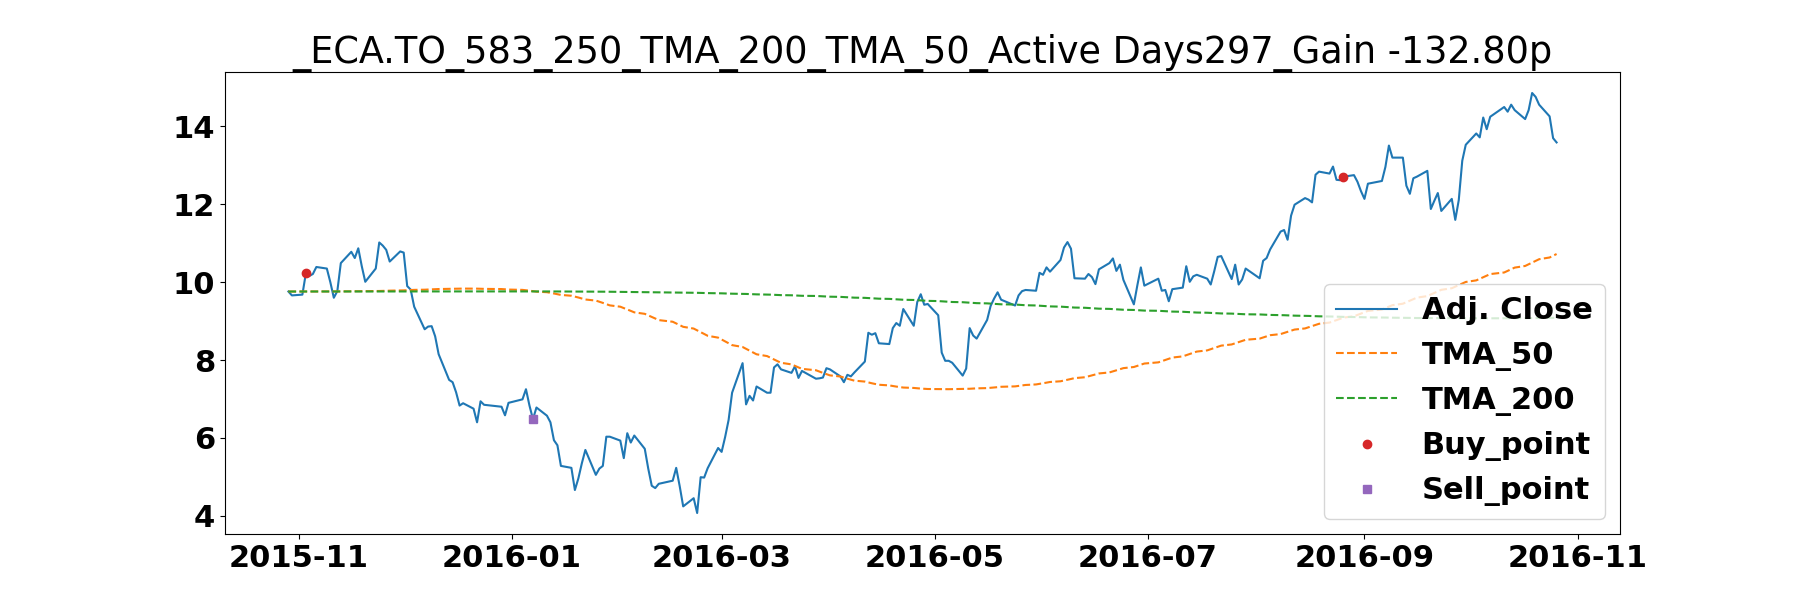 _ECA.TO_583_250_TMA_200_TMA_50_Active Days297_Gain -132.80p
14
12
10
8
6
4
Adj. Close
TMA_50
TMA_200
Buy_point
Sell_point
2015-11 2016-01 2016-03 2016-05 2016-07 2016-09 2016-11